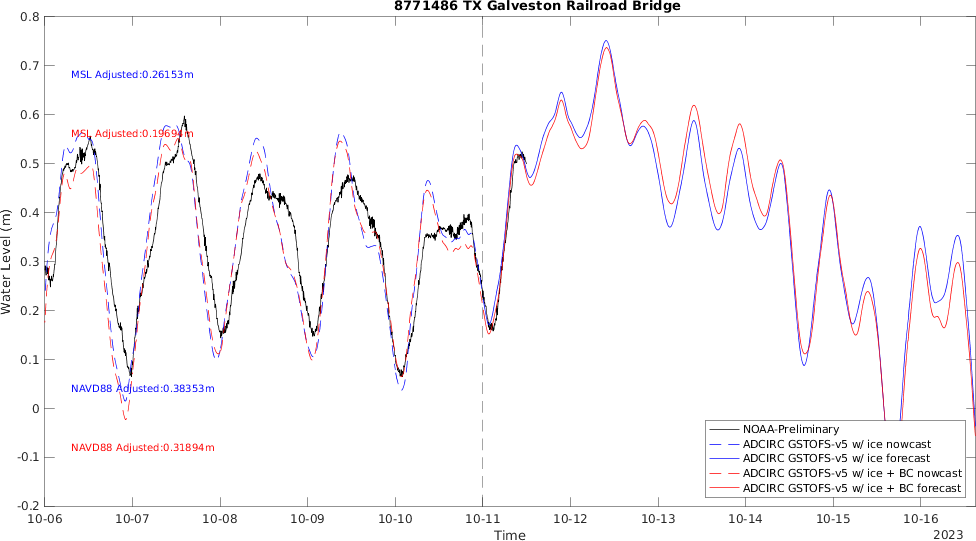 8771486 TX Galveston Railroad Bridge
0.8
0.7
0.6
0.5
0.4
0.3
0.2
0.1
0
-0.1
-0.2
Water Level (m)
MSL Adjusted:0.26153m
MSL Adjusted:0.19694m
NAVD88 Adjusted:0.38353m
NAVD88 Adjusted:0.31894m
NOAA-Preliminary
ADCIRC GSTOFS-v5 w/ ice nowcast
ADCIRC GSTOFS-v5 w/ ice forecast
ADCIRC GSTOFS-v5 w/ ice + BC nowcast
ADCIRC GSTOFS-v5 w/ ice + BC forecast
10-06 10-07 10-08 10-09 10-10 10-11 10-12 10-13 10-14 10-15 10-16
Time
2023